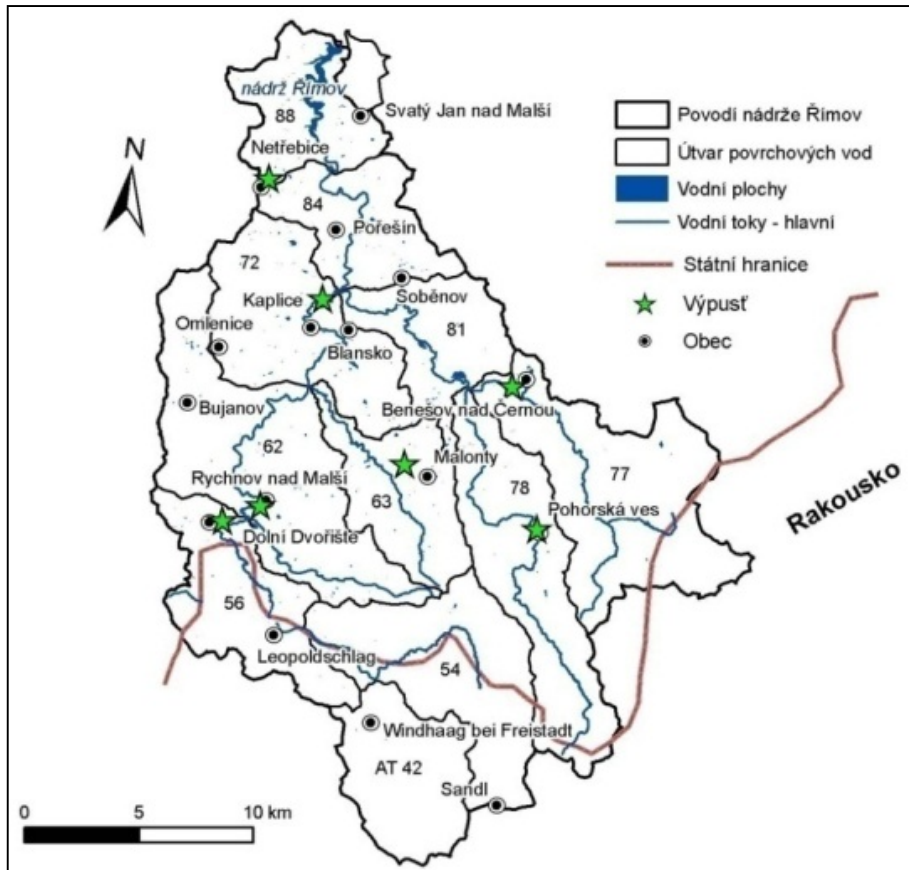 nádrž Římov
88
Svatý Jan nad Malší
Netřebice
N
84
Pořešín
72
Kaplice
Soběnov
81
Omlenice
Blansko
Bujanov
Benešov nad Černou
62
Malonty
Rychnov nad Malší
63
78
77
Pohorská ves
Dolní Dvořiště
Rakousko
56
Leopoldschlag
54
Windhaag bei Freistadt
AT 42
Sandl
0 5 10 km
Povodí nádrže Římov
Útvar povrchových vod
Vodní plochy
Vodní toky - hlavní
Státní hranice
Výpusť
Obec